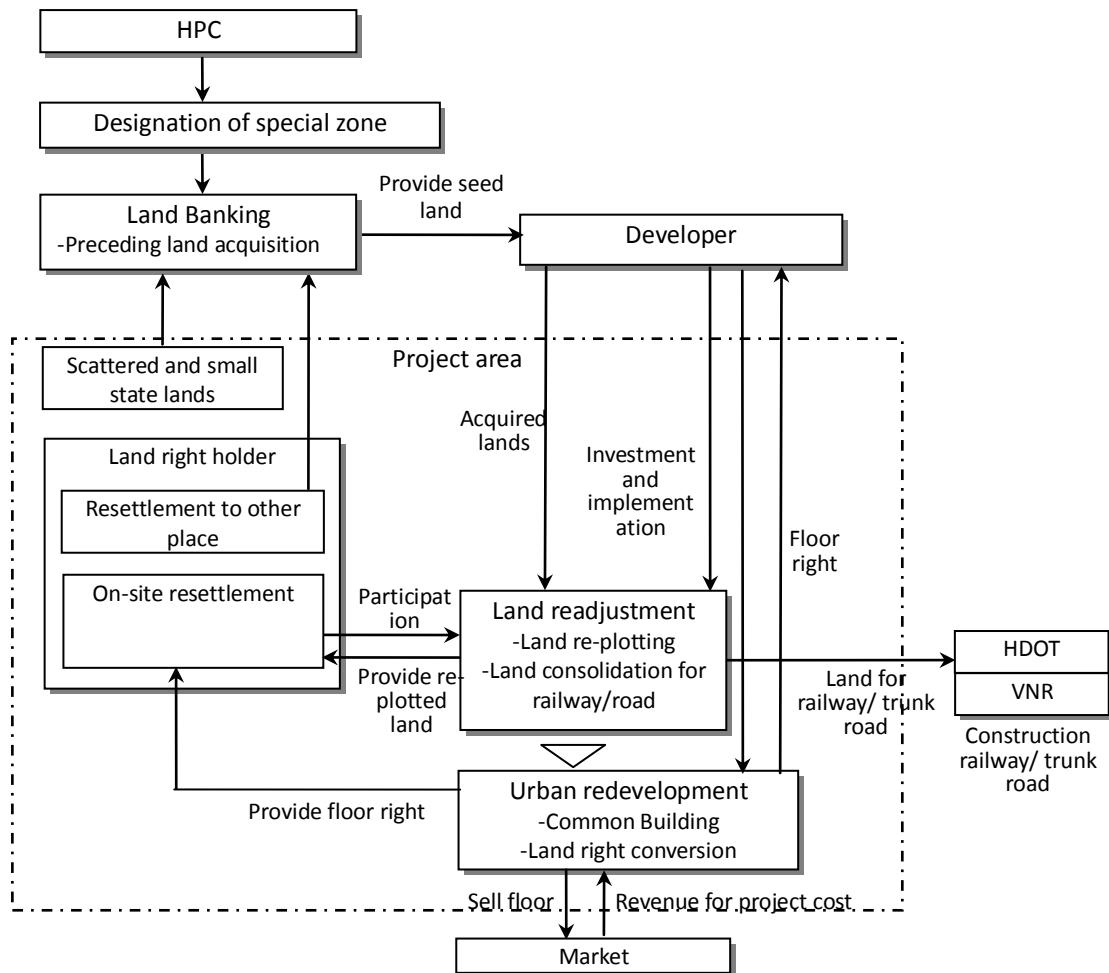 HPC
Designation of special zone
Land Banking
-Preceding land acquisition
Provide seed
land
Developer
Project area
Scattered and small
state lands
Acquired
lands
Investment
and
implement
ation
Floor
right
Land right holder
Resettlement to other
place
On-site resettlement
Participat
ion
Provide re-
plotted
land
Land readjustment
-Land re-plotting
-Land consolidation for
railway/road
Land for
railway/ trunk
road
HDOT
VNR
Construction
railway/ trunk
road
Provide floor right
Urban redevelopment
-Common Building
-Land right conversion
Sell floor
Revenue for project cost
Market